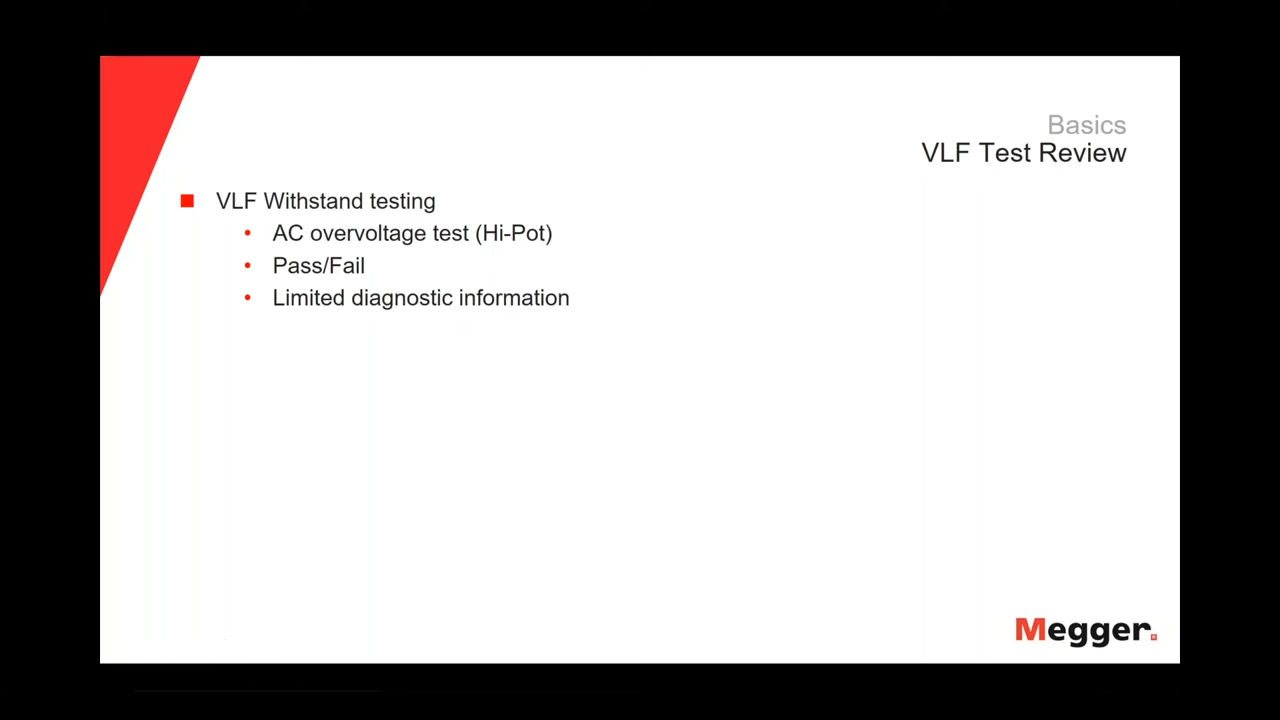 Basics
VLF Test Review
VLF Withstand testing
AC overvoltage test (Hi-Pot)
Pass/Fail
Limited diagnostic information
Megger.